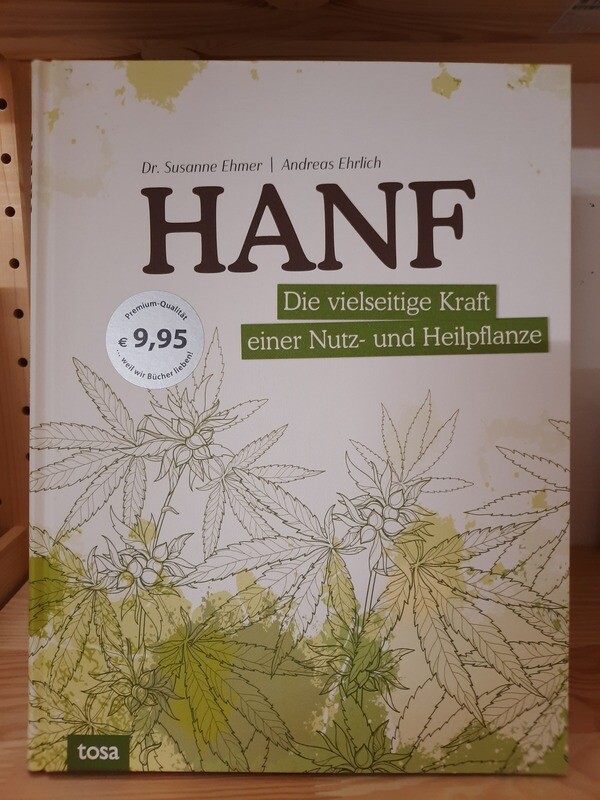 Dr. Susanne Ehmer | Andreas Ehrlich
HANF
Die vielseitige Kraft
einer Nutz- und Heilpflanze
Premium-Qualität
€ 9,95
... weil wir Bücher lieben!
tosa